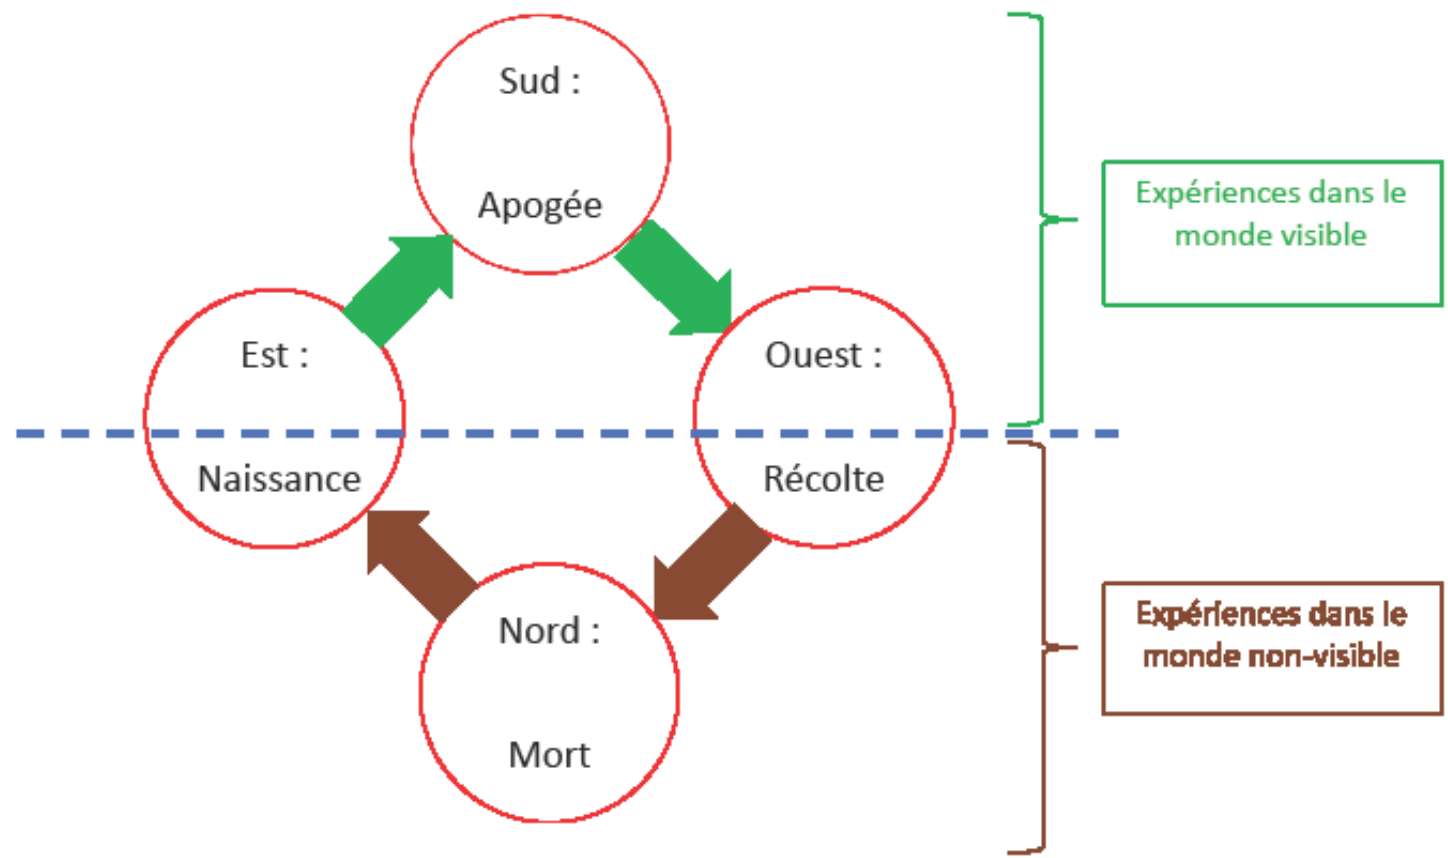 Sud :
Apogée
Expériences dans le
monde visible
Est :
Naissance
Ouest :
Récolte
Nord :
Mort
Expériences dans le
monde non-visible